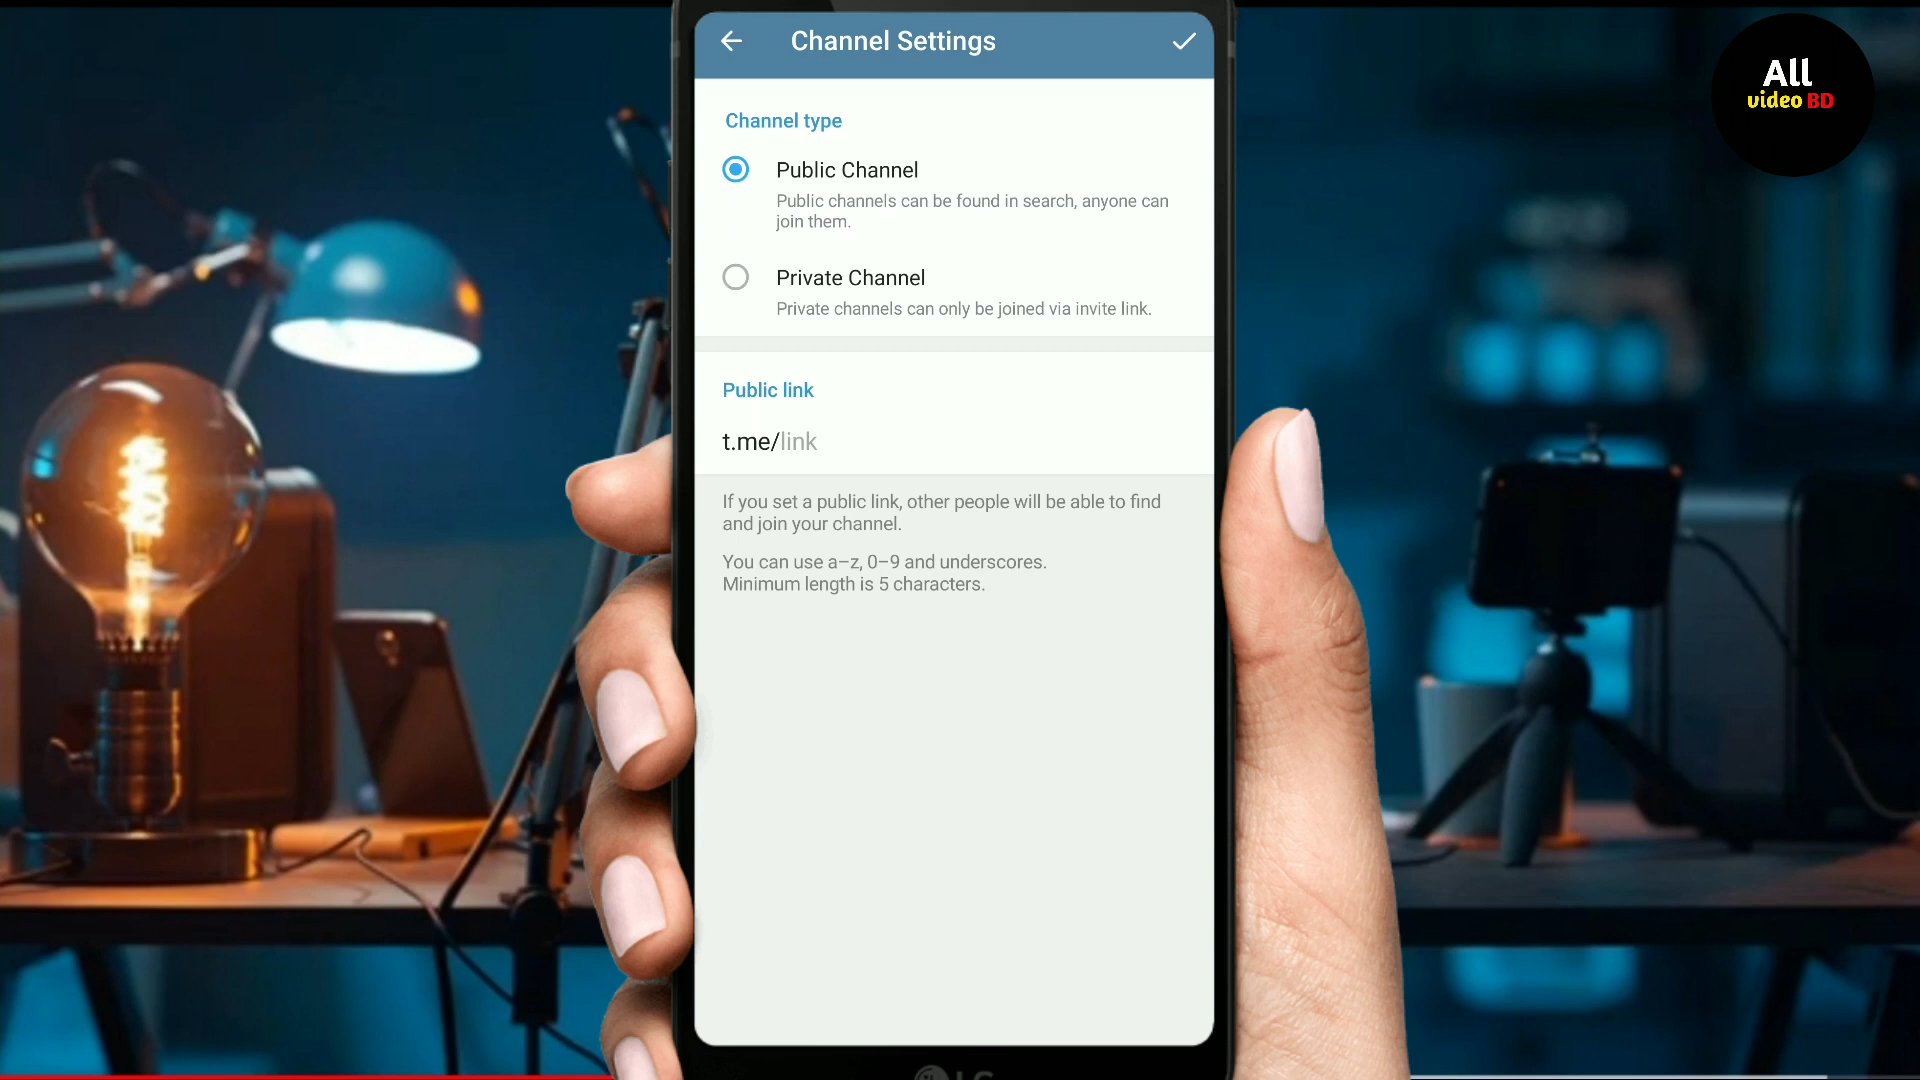 Channel Settings
All
video BD
Channel type
Public Channel
Public channels can be found in search, anyone can
join them.
Private Channel
Private channels can only be joined via invite link.
Public link
t.me/link
If you set a public link, other people will be able to find
and join your channel.
You can use a–z, 0–9 and underscores.
Minimum length is 5 characters.